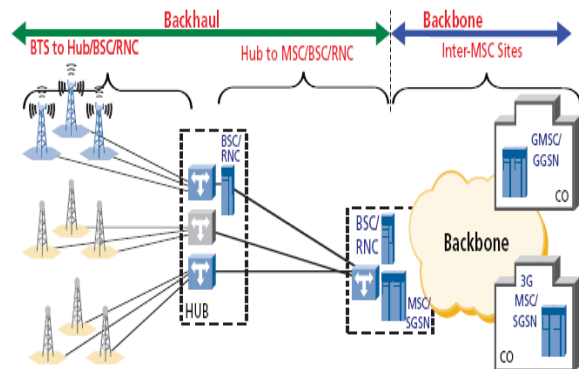 Backhaul
Backbone
BTS to Hub/BSC/RNC
Hub to MSC/BSC/RNC
Inter-MSC Sites
BSC/
RNC
HUB
BSC/
RNC
MSC/
SGSN
Backbone
GMSC/
GGSN
CO
3G
MSC/
SGSN
CO